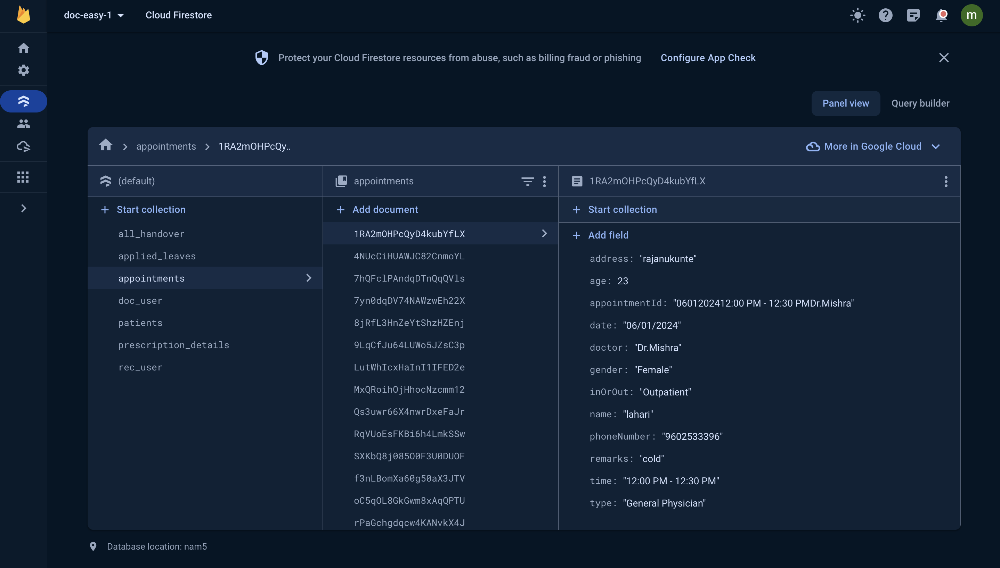 doc-easy-1
Cloud Firestore
m
Protect your Cloud Firestore resources from abuse, such as billing fraud or phishing
Configure App Check
Panel view
Query builder
appointments
1RA2mOHPcQy..
More in Google Cloud
(default)
appointments
1RA2mOHPcQyD4kubYfLX
Start collection
all_handover
applied_leaves
appointments
doc_user
patients
prescription_details
rec_user
Add document
1RA2mOHPcQyD4kubYfLX
4NUcCiHUAWJC82CnmoYL
7hQFclPAndqDTnQqQVls
7yn0dqDV74NAWzwEh22X
8jRfL3HnZeYtShzHZEnj
9LqCfJu64LUWo5JZsC3p
LutWhIcxHaInI1IFED2e
MxQRoihOjHhocNzcmm12
Qs3uwr66X4nwrDxeFaJr
RqVUoEsFKBi6h4LmkSSw
SXKbQ8j085O0F3U0DUOF
f3nLBomXa60g50aX3JTV
oC5qOL8GkGwm8xAqQPTU
rPaGchgdqcw4KANvkX4J
Start collection
Add field
address: "rajanukunte"
age: 23
appointmentId: "0601202412:00 PM - 12:30 PMDr.Mishra"
date: "06/01/2024"
doctor: "Dr.Mishra"
gender: "Female"
inOrOut: "Outpatient"
name: "lahari"
phoneNumber: "9602533396"
remarks: "cold"
time: "12:00 PM - 12:30 PM"
type: "General Physician"
Database location: nam5